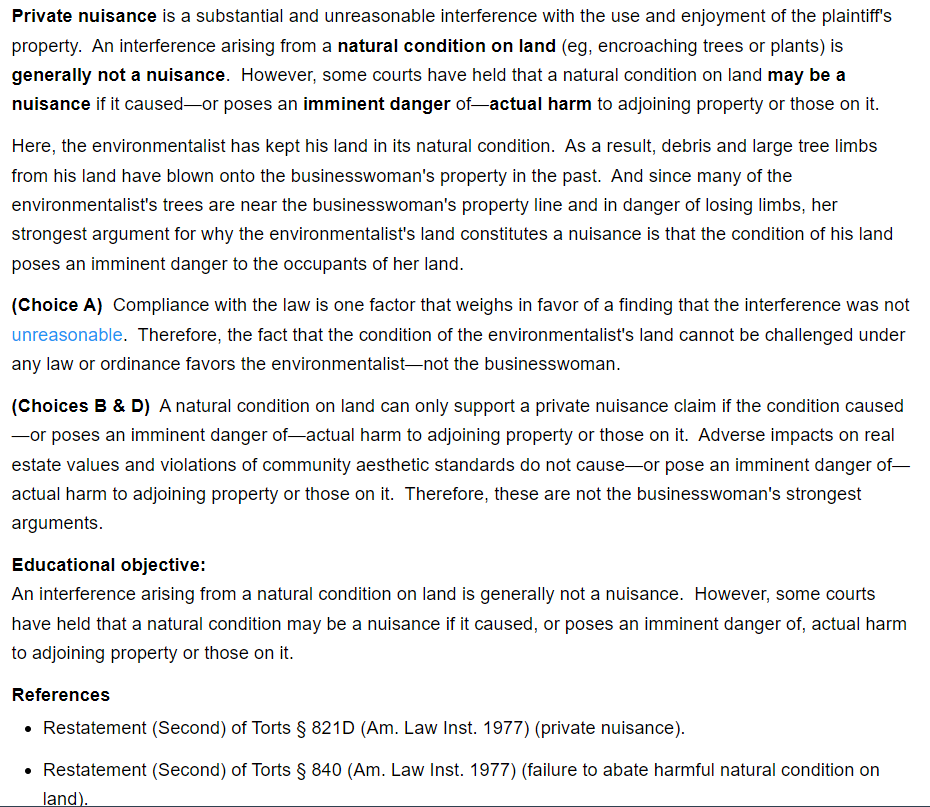 Private nuisance is a substantial and unreasonable interference with the use and enjoyment of the plaintiff's
property.  An interference arising from a natural condition on land (eg, encroaching trees or plants) is
generally not a nuisance.  However, some courts have held that a natural condition on land may be a
nuisance if it caused—or poses an imminent danger of—actual harm to adjoining property or those on it.
Here, the environmentalist has kept his land in its natural condition.  As a result, debris and large tree limbs
from his land have blown onto the businesswoman's property in the past.  And since many of the
environmentalist's trees are near the businesswoman's property line and in danger of losing limbs, her
strongest argument for why the environmentalist's land constitutes a nuisance is that the condition of his land
poses an imminent danger to the occupants of her land.
(Choice A)  Compliance with the law is one factor that weighs in favor of a finding that the interference was not
unreasonable.  Therefore, the fact that the condition of the environmentalist's land cannot be challenged under
any law or ordinance favors the environmentalist—not the businesswoman.
(Choices B & D)  A natural condition on land can only support a private nuisance claim if the condition caused
—or poses an imminent danger of—actual harm to adjoining property or those on it.  Adverse impacts on real
estate values and violations of community aesthetic standards do not cause—or pose an imminent danger of—
actual harm to adjoining property or those on it.  Therefore, these are not the businesswoman's strongest
arguments.
Educational objective:
An interference arising from a natural condition on land is generally not a nuisance.  However, some courts
have held that a natural condition may be a nuisance if it caused, or poses an imminent danger of, actual harm
to adjoining property or those on it.
References
• Restatement (Second) of Torts § 821D (Am. Law Inst. 1977) (private nuisance).
• Restatement (Second) of Torts § 840 (Am. Law Inst. 1977) (failure to abate harmful natural condition on
land).